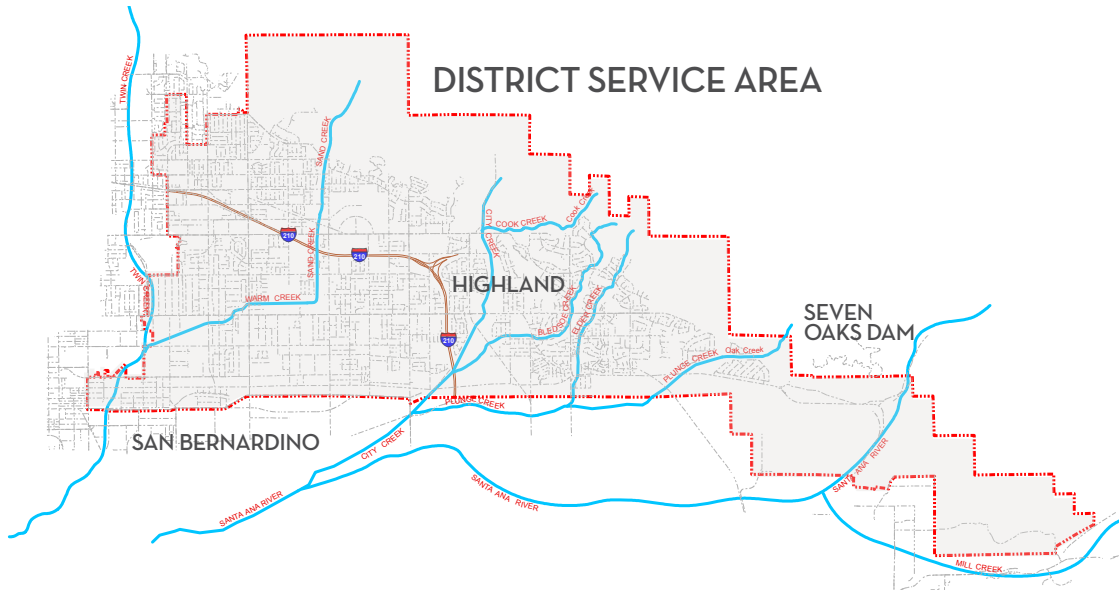 DISTRICT SERVICE AREA
TWIN CREEK
SAND CREEK
CITY CREEK
COOK CREEK
Cook Creek
210
210
SAND CREEK
HIGHLAND
TWIN CREEK
WARM CREEK
BLEDSOE CREEK
ELDER CREEK
SEVEN
OAKS DAM
210
PLUNGE CREEK
Oak Creek
PLUNGE CREEK
SAN BERNARDINO
CITY CREEK
SANTA ANA RIVER
SANTA ANA RIVER
SANTA ANA RIVER
MILL CREEK